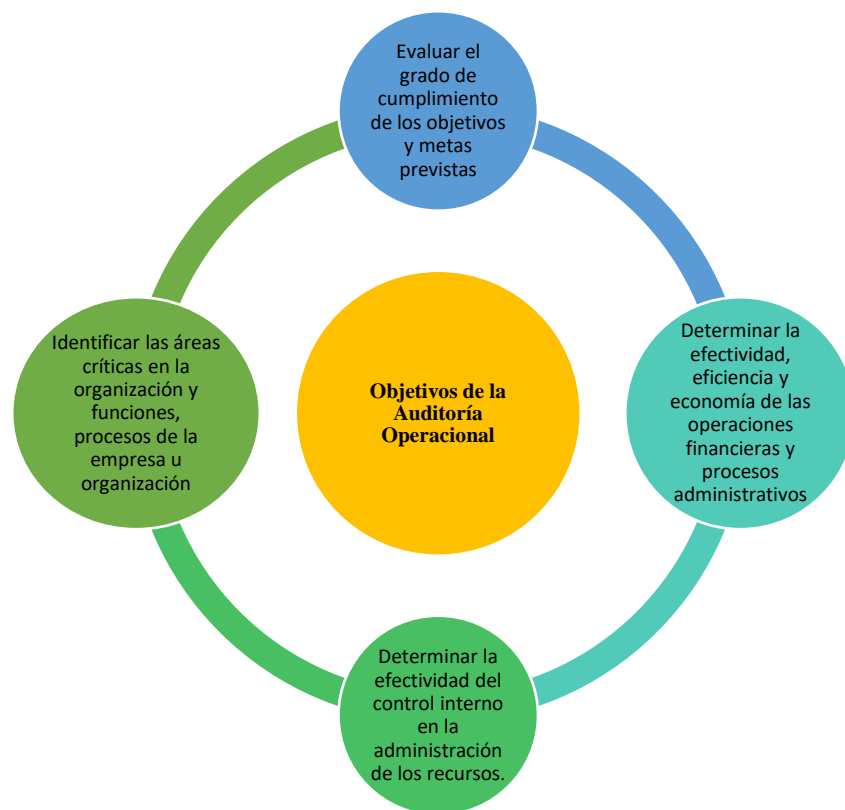 Evaluar el
grado de
cumplimiento
de los objetivos
y metas
previstas
Identificar las áreas
críticas en la
organización y
funciones,
procesos de la
empresa u
organización
Objetivos de la
Auditoría
Operacional
Determinar la
efectividad,
eficiencia y
economía de las
operaciones
financieras y
procesos
administrativos
Determinar la
efectividad del
control interno
en la
administración
de los recursos.